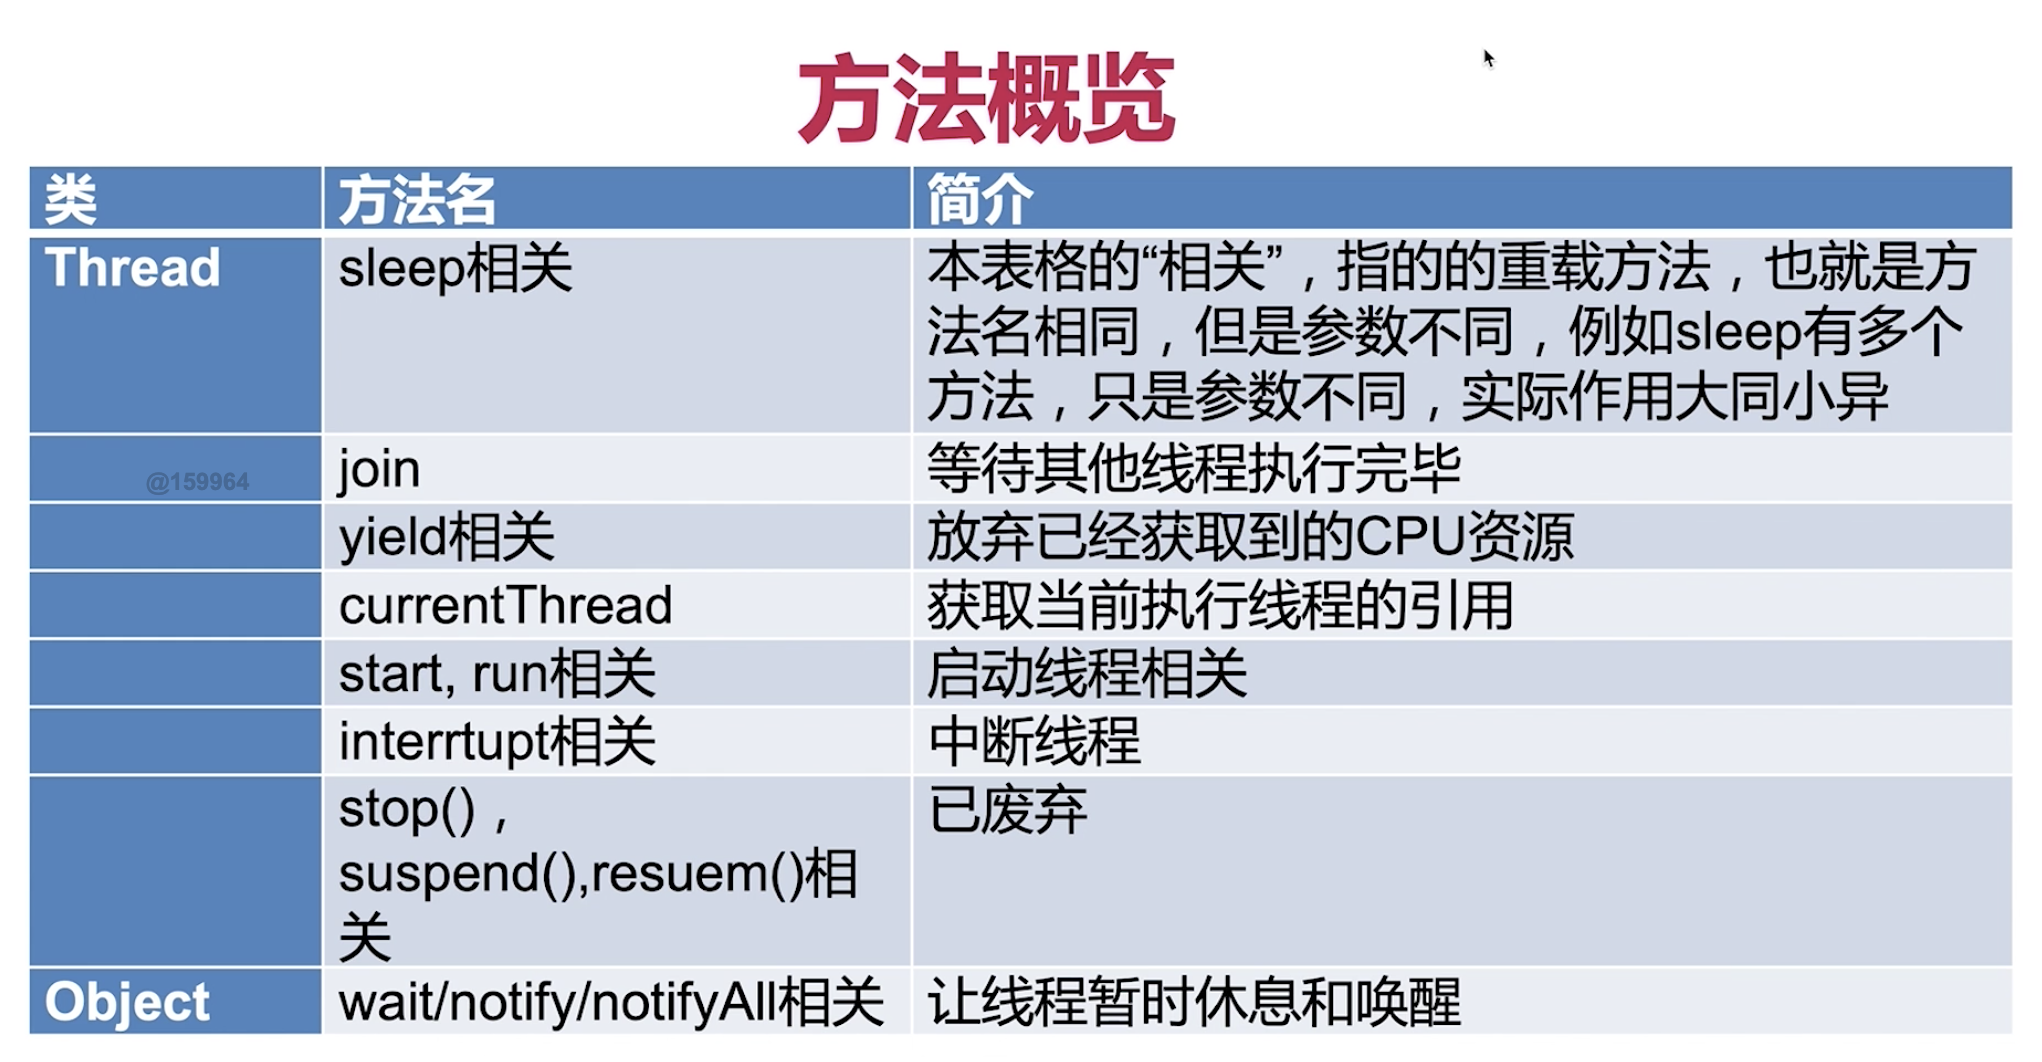 方法概览
类 方法名 简介
Thread sleep相关 本表格的“相关”，指的的重载方法，也就是方
法名相同，但是参数不同，例如sleep有多个
方法，只是参数不同，实际作用大同小异
@159964 join 等待其他线程执行完毕
yield相关 放弃已经获取到的CPU资源
currentThread 获取当前执行线程的引用
start, run相关 启动线程相关
interrtupt相关 中断线程
stop()， 已废弃
suspend(),resuem()相
关
Object wait/notify/notifyAll相关 让线程暂时休息和唤醒